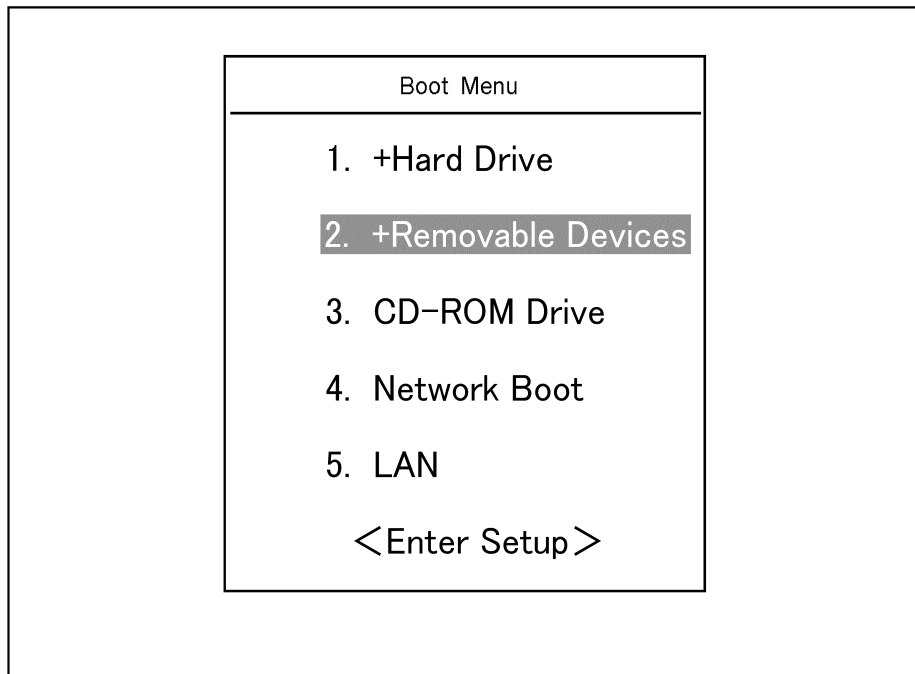 Boot Menu
1. +Hard Drive
2. +Removable Devices
3. CD-ROM Drive
4. Network Boot
5. LAN
<Enter Setup>